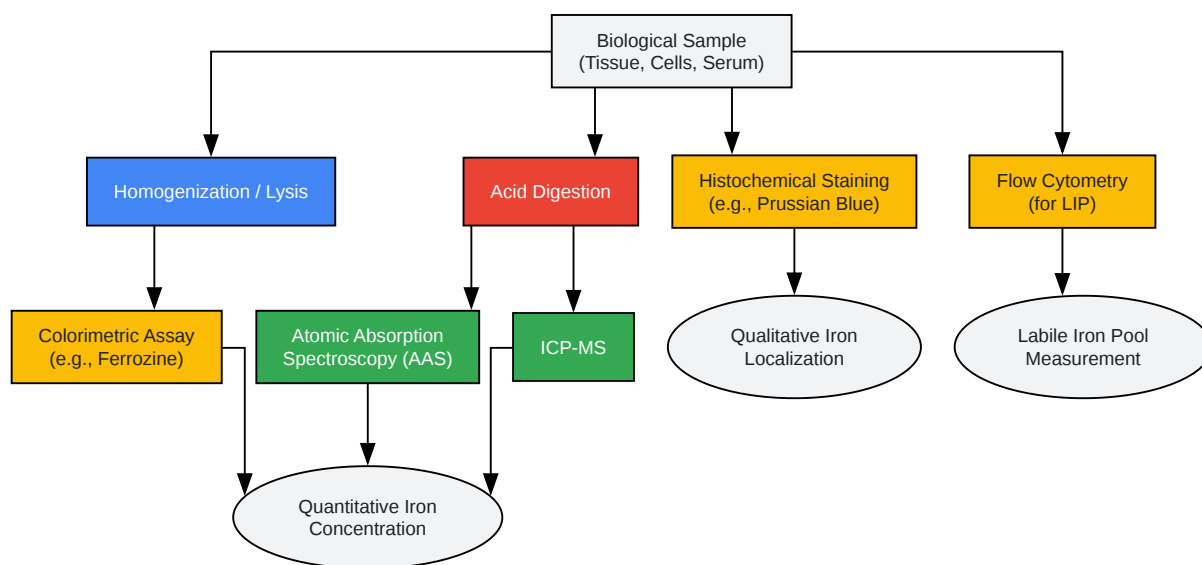 Biological Sample
(Tissue, Cells, Serum)
Homogenization / Lysis
Acid Digestion
Histochemical Staining
(e.g., Prussian Blue)
Flow Cytometry
(for LIP)
Colorimetric Assay
(e.g., Ferrozine)
Atomic Absorption
Spectroscopy (AAS)
ICP-MS
Qualitative Iron
Localization
Labile Iron Pool
Measurement
Quantitative Iron
Concentration